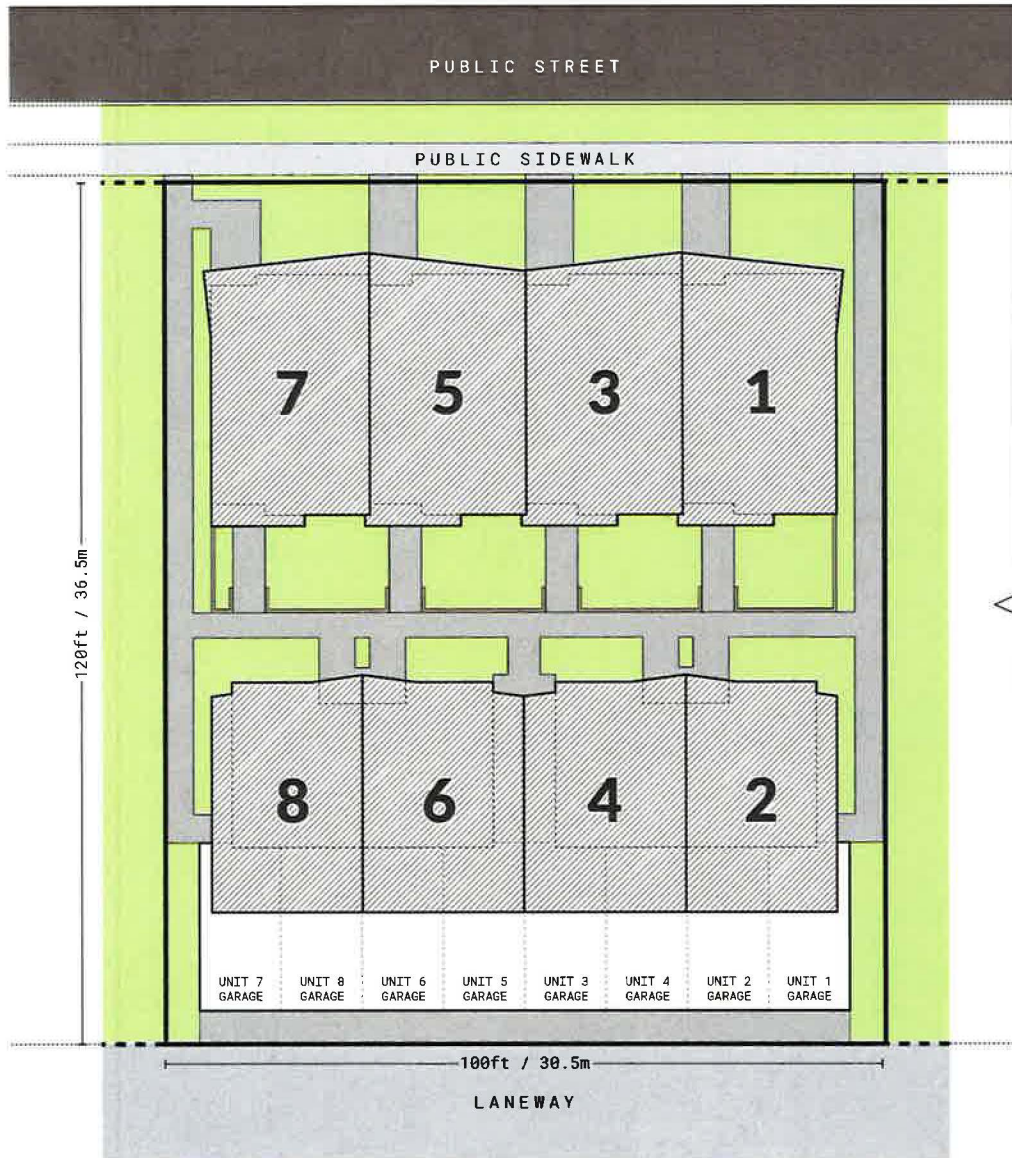 PUBLIC STREET
PUBLIC SIDEWALK
7
5
3
1
120ft / 36.5m
8
6
4
2
UNIT 7 GARAGE
UNIT 8 GARAGE
UNIT 6 GARAGE
UNIT 5 GARAGE
UNIT 3 GARAGE
UNIT 4 GARAGE
UNIT 2 GARAGE
UNIT 1 GARAGE
100ft / 30.5m
LANEWAY